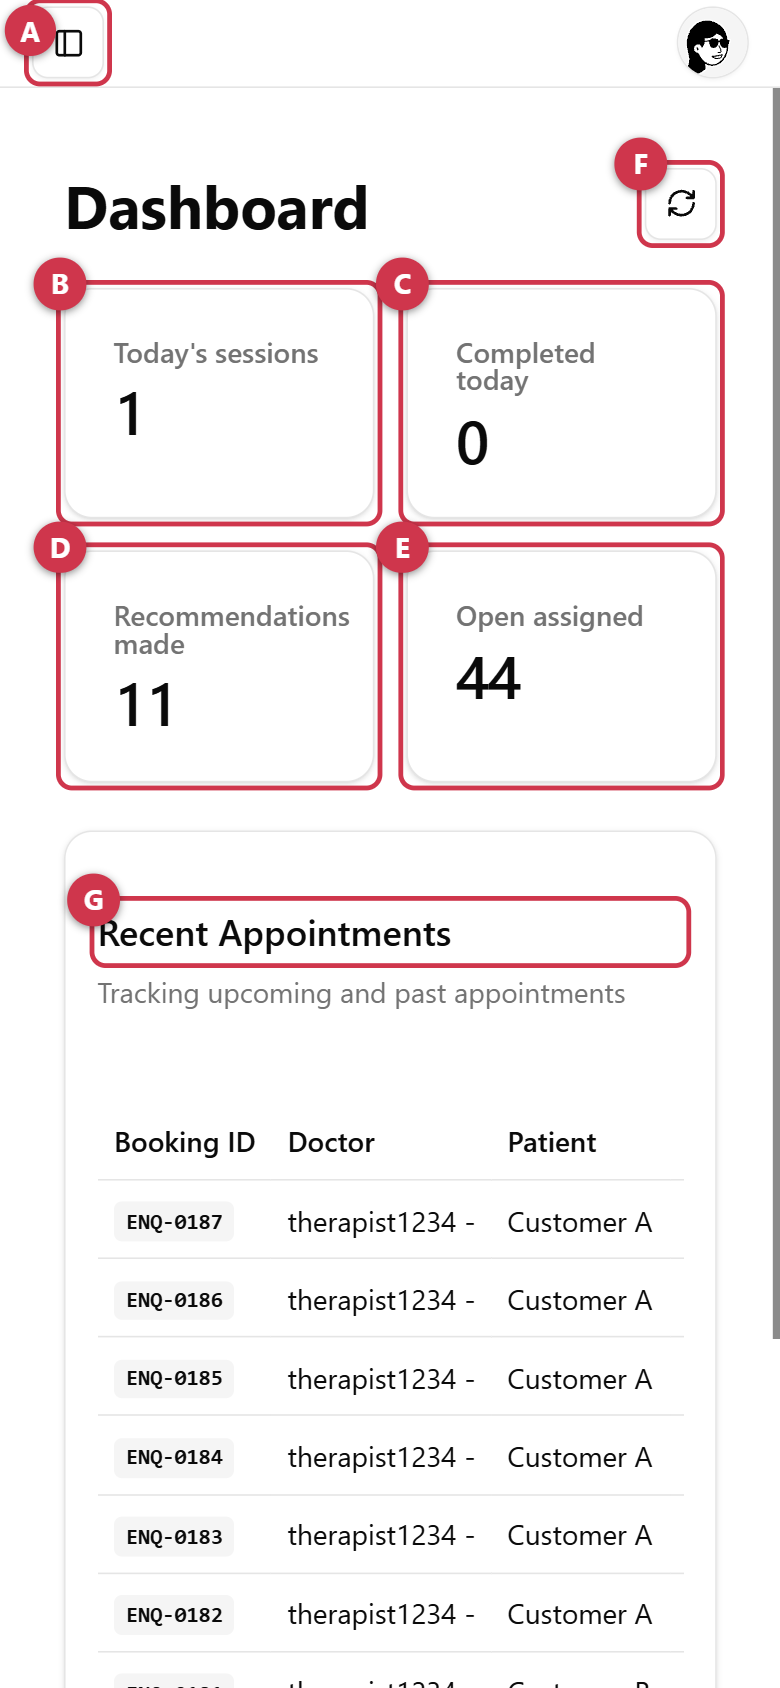 A
F
Dashboard
B
C
Today's sessions
1
Completed
today
0
D
E
Recommendations
made
11
Open assigned
44
G
Recent Appointments
Tracking upcoming and past appointments
Booking ID Doctor Patient
ENQ-0187 therapist1234 - Customer A
ENQ-0186 therapist1234 - Customer A
ENQ-0185 therapist1234 - Customer A
ENQ-0184 therapist1234 - Customer A
ENQ-0183 therapist1234 - Customer A
ENQ-0182 therapist1234 - Customer A